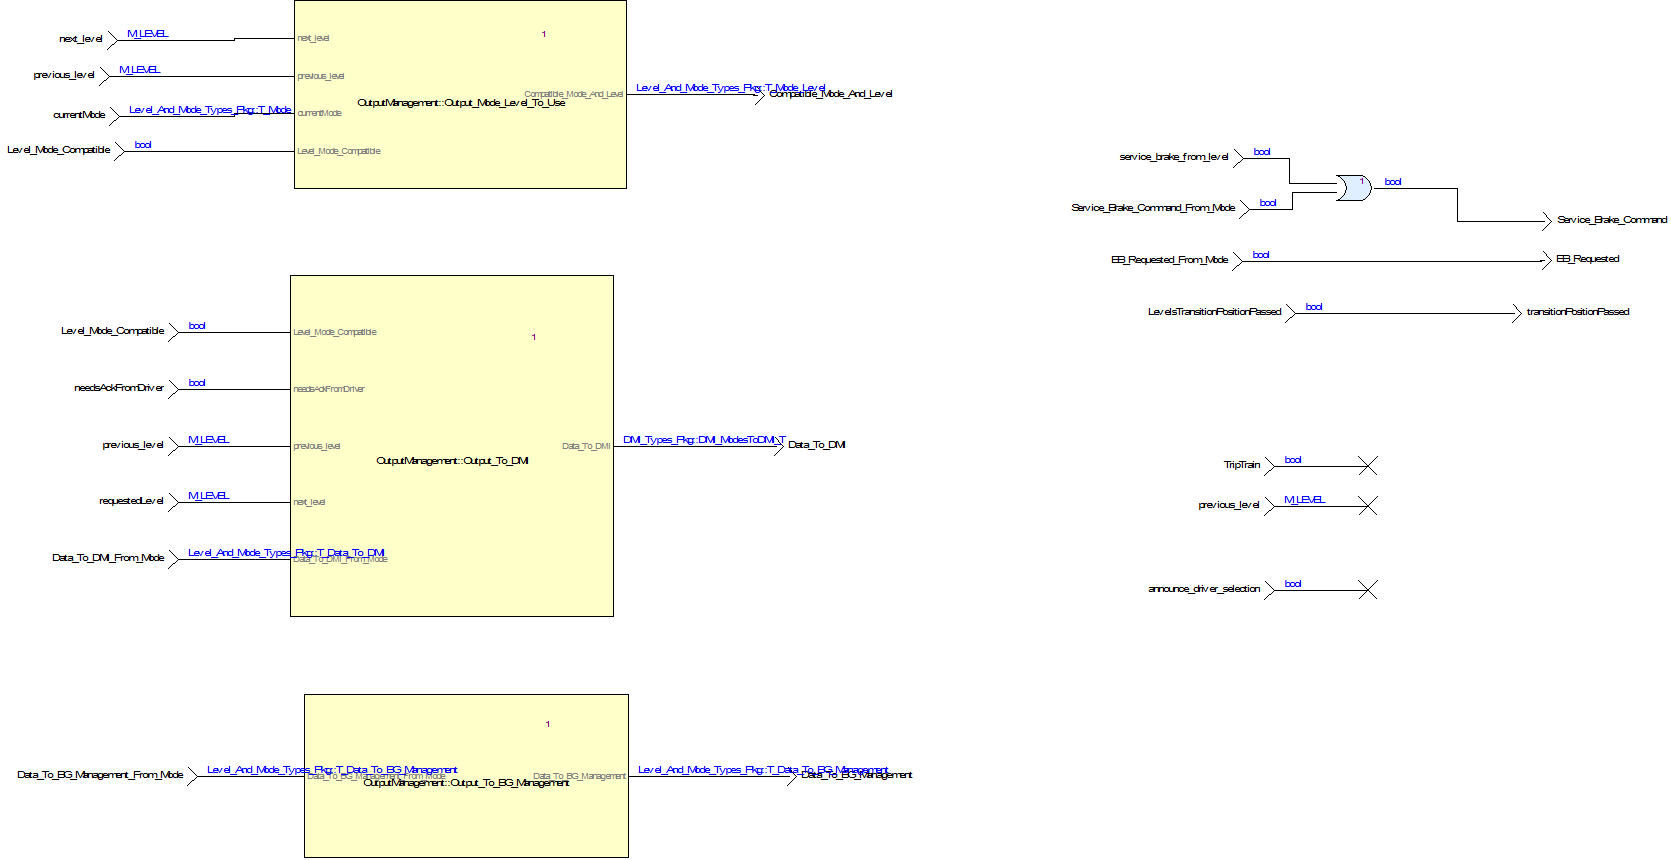 next_level
M_LEVEL
next_level
1
previous_level
M_LEVEL
previous_level
Compatible_Mode_And_Level
Level_And_Mode_Types_Pkg::T_Mode_Level
Compatible_Mode_And_Level
OutputManagement::Output_Mode_Level_To_Use
currentMode
Level_And_Mode_Types_Pkg::T_Mode
currentMode
Level_Mode_Compatible
bool
Level_Mode_Compatible
service_brake_from_level
bool
1
bool
Service_Brake_Command_From_Mode
bool
Service_Brake_Command
EB_Requested_From_Mode
bool
EB_Requested
LevelsTransitionPositionPassed
bool
transitionPositionPassed
Level_Mode_Compatible
bool
Level_Mode_Compatible
1
needsAckFromDriver
bool
needsAckFromDriver
previous_level
M_LEVEL
previous_level
Data_To_DMI
DMI_Types_Pkg::DMI_ModesToDMI_T
Data_To_DMI
OutputManagement::Output_To_DMI
requestedLevel
M_LEVEL
next_level
Data_To_DMI_From_Mode
Level_And_Mode_Types_Pkg::T_Data_To_DMI
Data_To_DMI_From_Mode
TripTrain
bool
previous_level
M_LEVEL
announce_driver_selection
bool
1
Data_To_BG_Management_From_Mode
Level_And_Mode_Types_Pkg::T_Data_To_BG_Management
Data_To_BG_Management_From_Mode
Data_To_BG_Management
Level_And_Mode_Types_Pkg::T_Data_To_BG_Management
Data_To_BG_Management
OutputManagement::Output_To_BG_Management